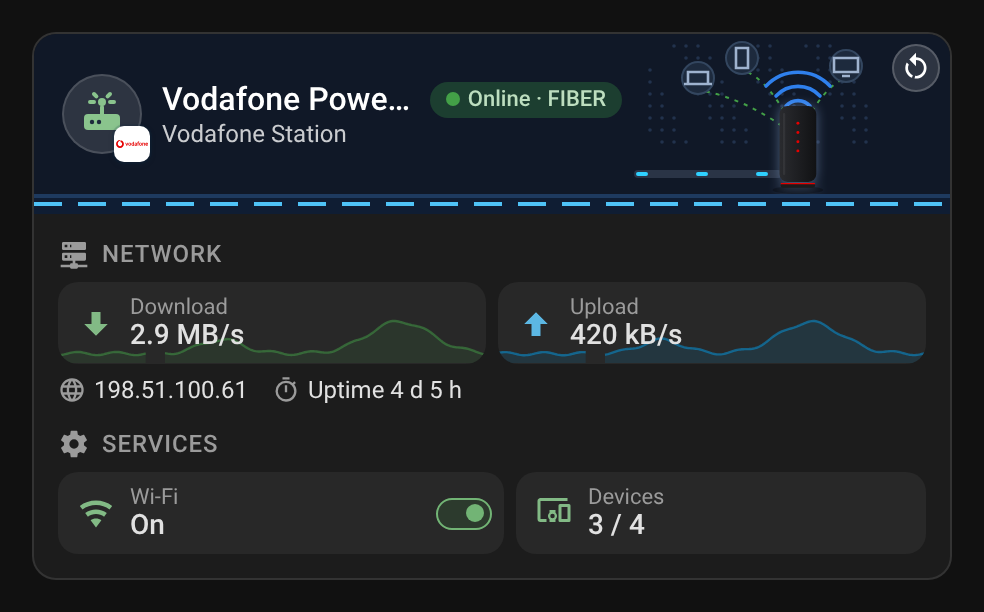 Vodafone Powe...
Online · FIBER
Vodafone Station
vodafone
NETWORK
Download
2.9 MB/s
Upload
420 kB/s
198.51.100.61
Uptime 4 d 5 h
SERVICES
Wi-Fi
On
Devices
3 / 4